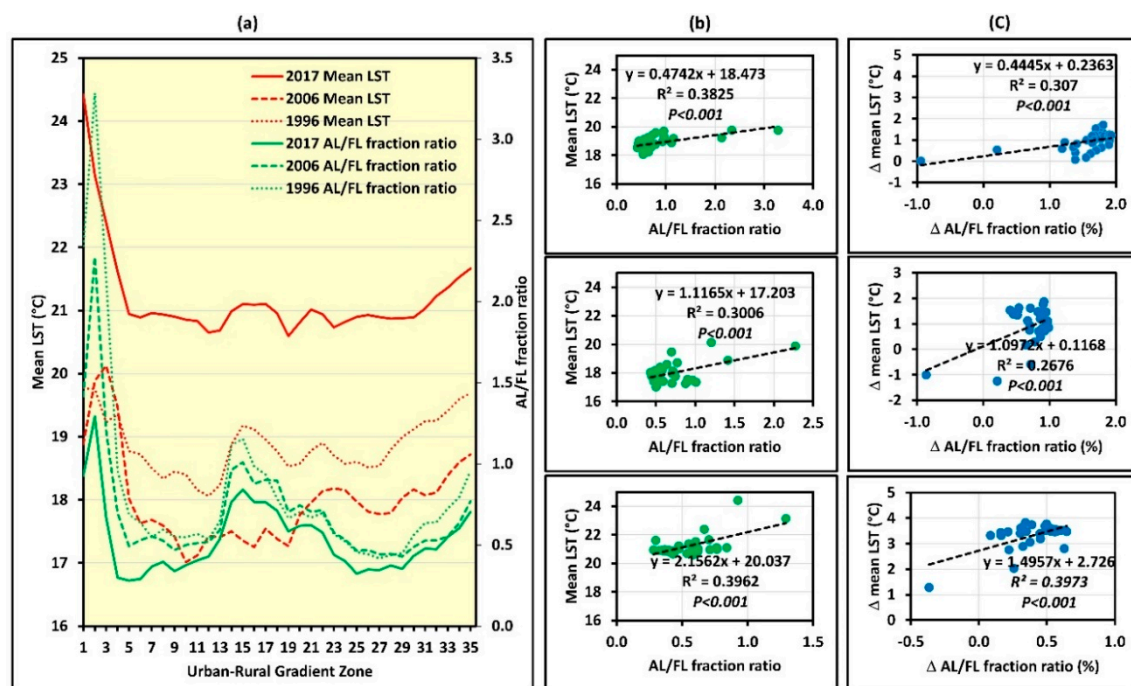 (a)
(b)
(C)
25
24
23
22
21
20
19
18
17
16
Mean LST (°C)
3.5
3.0
2.5
2.0
1.5
1.0
0.5
0.0
AL/FL fraction ratio
2017 Mean LST
2006 Mean LST
1996 Mean LST
2017 AL/FL fraction ratio
2006 AL/FL fraction ratio
1996 AL/FL fraction ratio
1 3 5 7 9 11 13 15 17 19 21 23 25 27 29 31 33 35
Urban-Rural Gradient Zone
24
22
20
18
16
Mean LST (°C)
y = 0.4742x + 18.473
R² = 0.3825
P<0.001
0.0 1.0 2.0 3.0 4.0
AL/FL fraction ratio
5
4
3
2
1
0
-1
Δ mean LST (°C)
y = 0.4445x + 0.2363
R² = 0.307
P<0.001
-1.0 0.0 1.0 2.0
Δ AL/FL fraction ratio (%)
24
22
20
18
16
Mean LST (°C)
y = 1.1165x + 17.203
R² = 0.3006
P<0.001
0.0 0.5 1.0 1.5 2.0 2.5
AL/FL fraction ratio
3
2
1
0
-1
-2
Δ mean LST (°C)
y = 1.0972x + 0.1168
R² = 0.2676
P<0.001
-1.0 0.0 1.0
Δ AL/FL fraction ratio (%)
24
22
20
18
16
Mean LST (°C)
y = 2.1562x + 20.037
R² = 0.3962
P<0.001
0.0 0.5 1.0 1.5
AL/FL fraction ratio
5
4
3
2
1
0
Δ mean LST (°C)
y = 1.4957x + 2.726
R² = 0.3973
P<0.001
-0.5 0.0 0.5 1.0
Δ AL/FL fraction ratio (%)